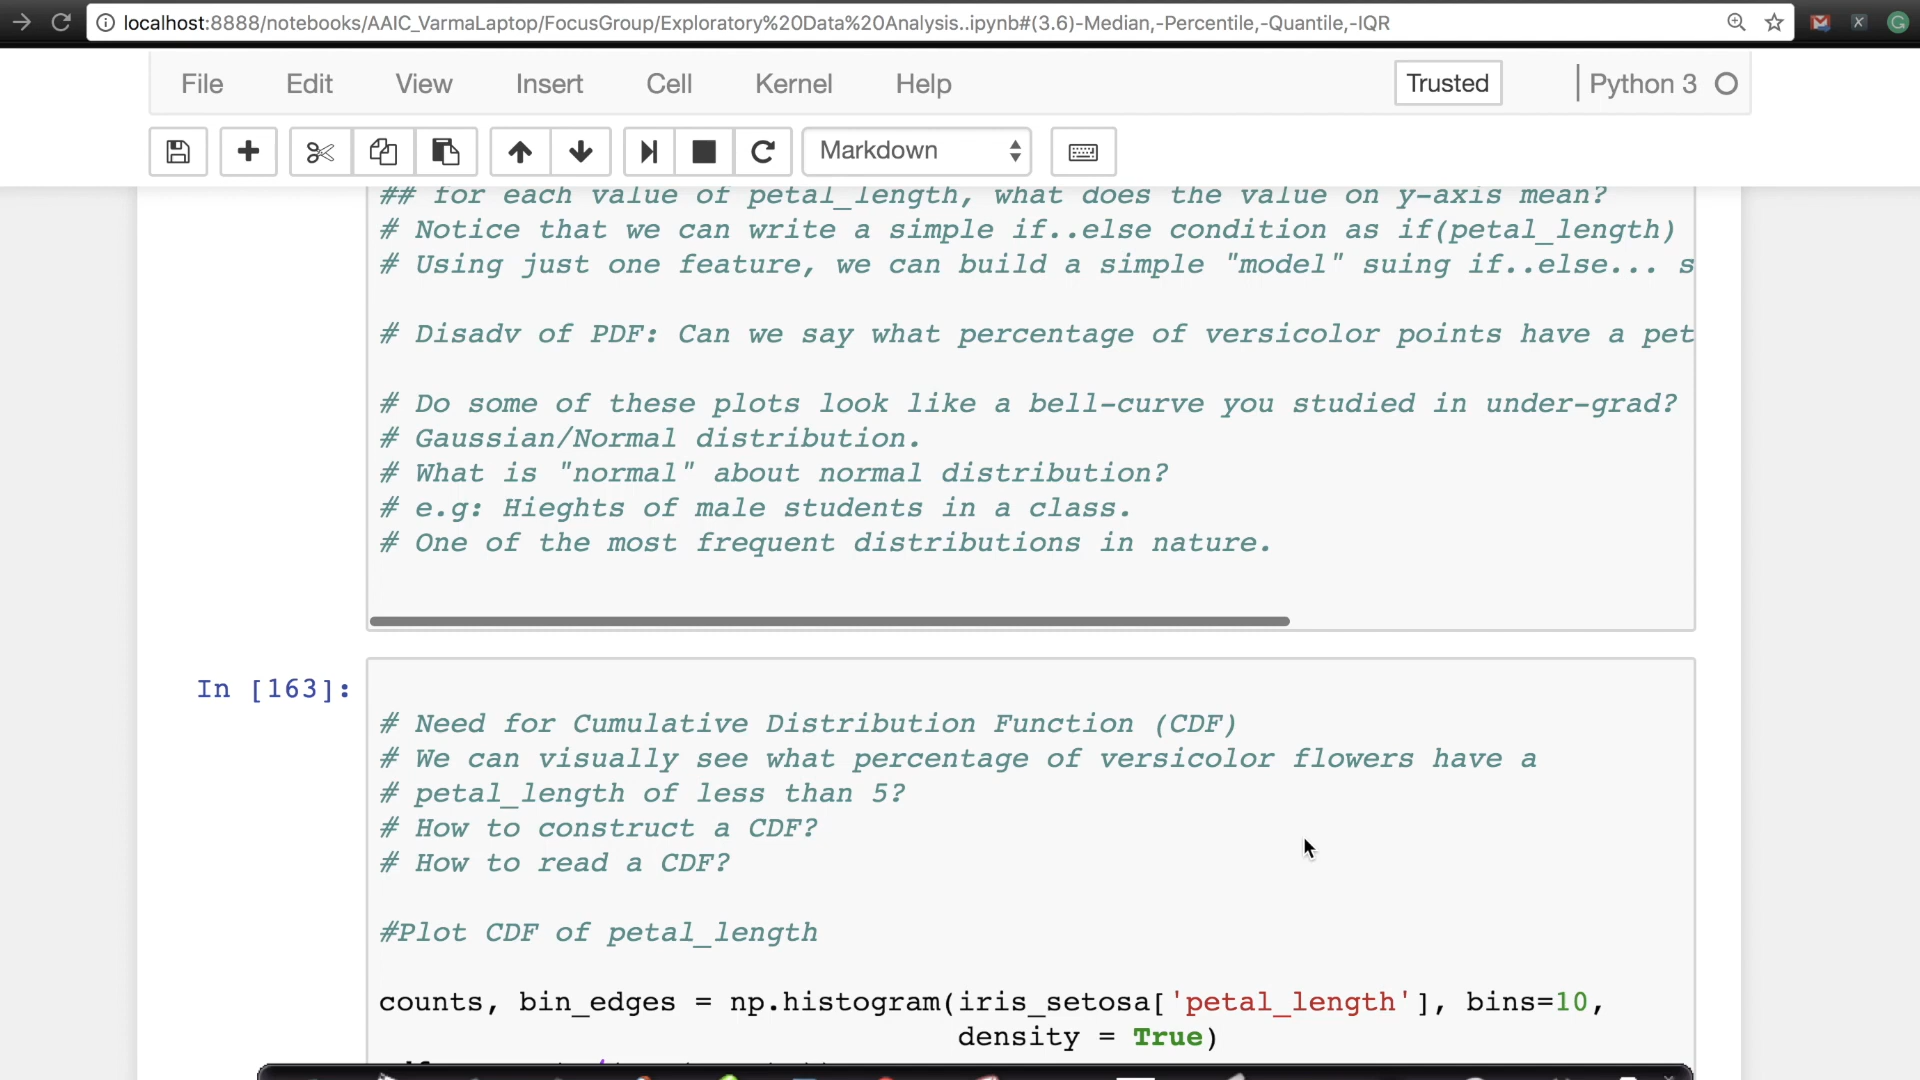 localhost:8888/notebooks/AAIC_VarmaLaptop/FocusGroup/Exploratory%20Data%20Analysis..ipynb#(3.6)-Median,-Percentile,-Quantile,-IQR
File Edit View Insert Cell Kernel Help Trusted Python 3
Markdown
## for each value of petal_length, what does the value on y-axis mean?
# Notice that we can write a simple if..else condition as if(petal_length)
# Using just one feature, we can build a simple "model" suing if..else... s
# Disadv of PDF: Can we say what percentage of versicolor points have a pet
# Do some of these plots look like a bell-curve you studied in under-grad?
# Gaussian/Normal distribution.
# What is "normal" about normal distribution?
# e.g: Hieghts of male students in a class.
# One of the most frequent distributions in nature.
In [163]:
# Need for Cumulative Distribution Function (CDF)
# We can visually see what percentage of versicolor flowers have a
# petal_length of less than 5?
# How to construct a CDF?
# How to read a CDF?
#Plot CDF of petal_length
counts, bin_edges = np.histogram(iris_setosa['petal_length'], bins=10,
density = True)